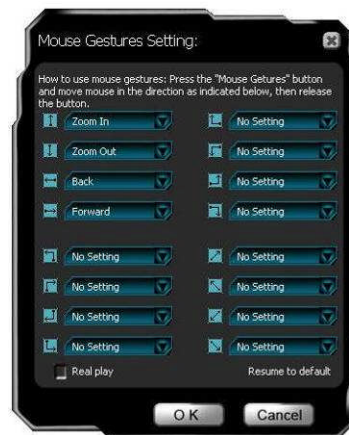 Mouse Gestures Setting:
How to use mouse gestures: Press the "Mouse Getures" button
and move mouse in the direction as indicated below, then release
the button.
Zoom In
No Setting
Zoom Out
No Setting
Back
No Setting
Forward
No Setting
No Setting
No Setting
No Setting
No Setting
No Setting
No Setting
No Setting
No Setting
Real play
Resume to default
OK
Cancel